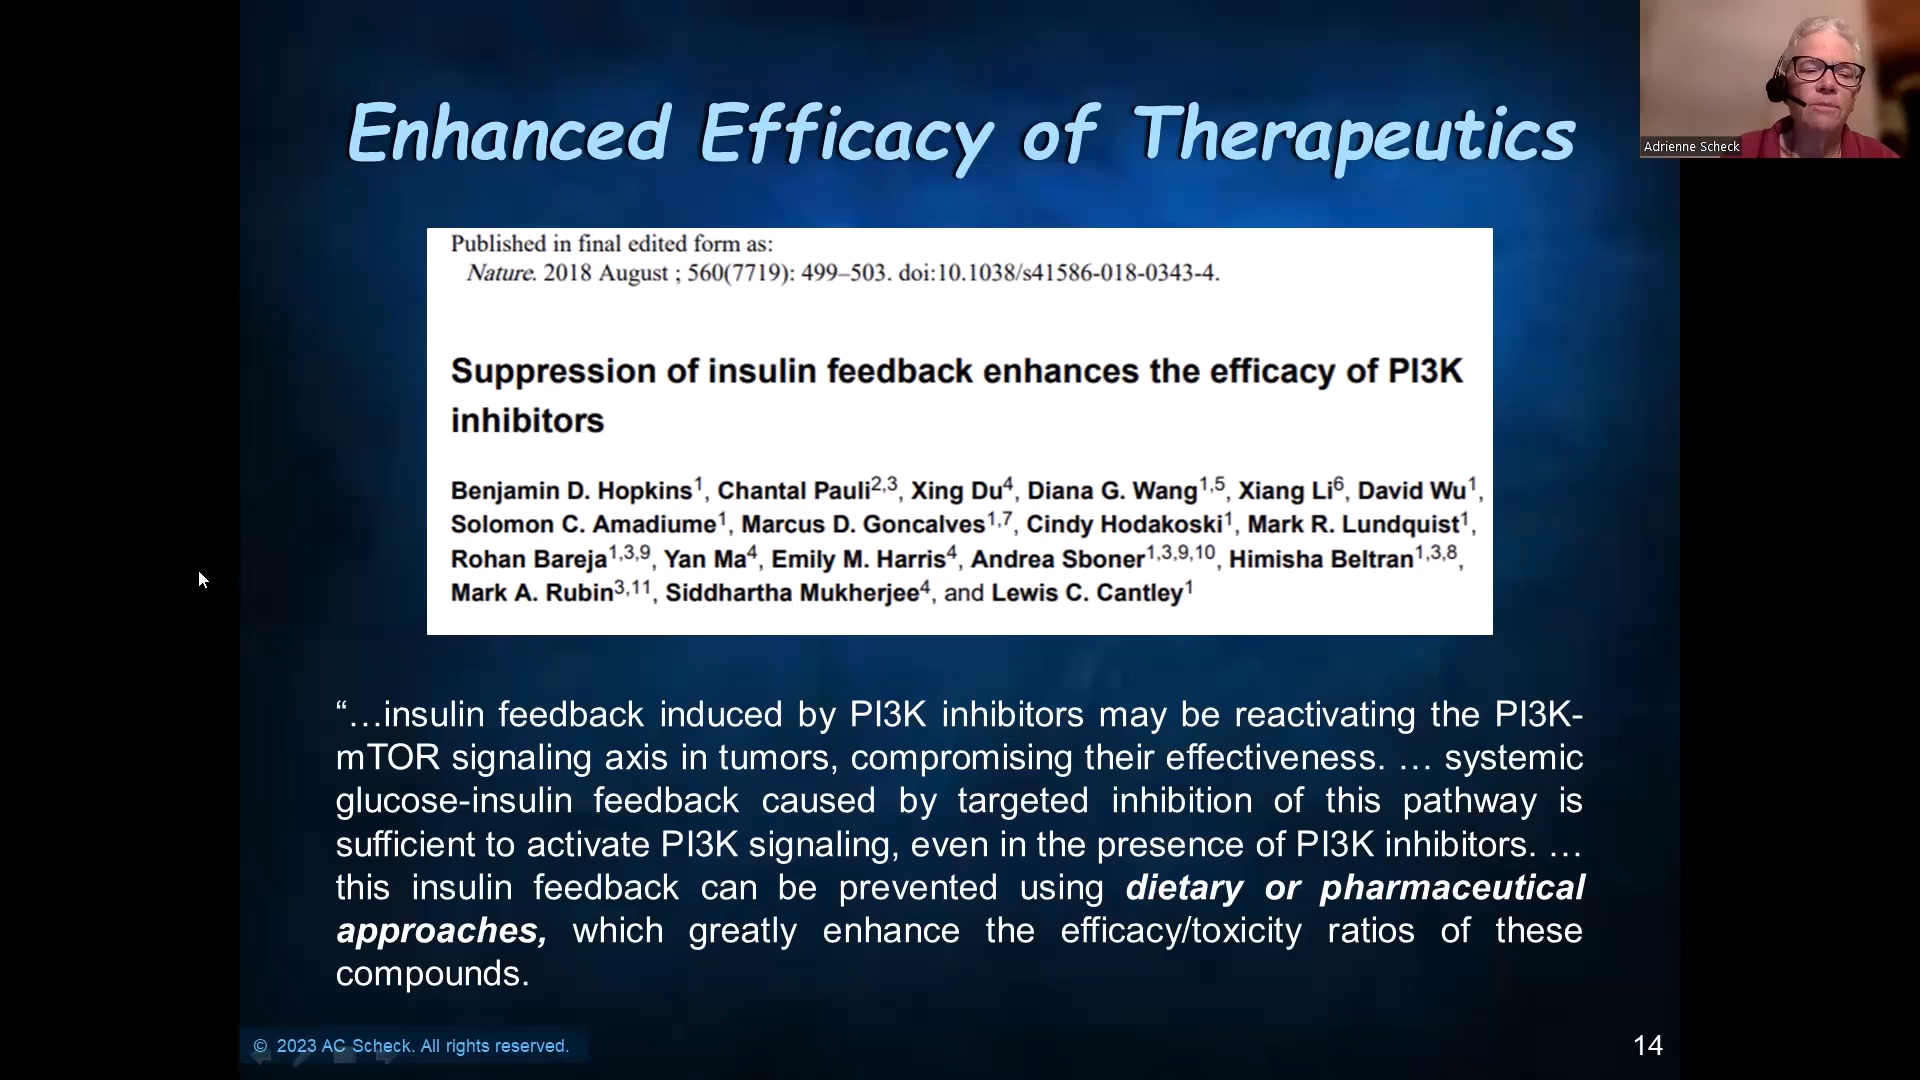 Enhanced Efficacy of Therapeutics
Adrienne Scheck
Published in final edited form as:
Nature. 2018 August ; 560(7719): 499–503. doi:10.1038/s41586-018-0343-4.
Suppression of insulin feedback enhances the efficacy of PI3K
inhibitors
Benjamin D. Hopkins1, Chantal Pauli2,3, Xing Du4, Diana G. Wang1,5, Xiang Li6, David Wu1,
Solomon C. Amadiume1, Marcus D. Goncalves1,7, Cindy Hodakoski1, Mark R. Lundquist1,
Rohan Bareja1,3,9, Yan Ma4, Emily M. Harris4, Andrea Sboner1,3,9,10, Himisha Beltran1,3,8,
Mark A. Rubin3,11, Siddhartha Mukherjee4, and Lewis C. Cantley1
“…insulin feedback induced by PI3K inhibitors may be reactivating the PI3K-
mTOR signaling axis in tumors, compromising their effectiveness. … systemic
glucose-insulin feedback caused by targeted inhibition of this pathway is
sufficient to activate PI3K signaling, even in the presence of PI3K inhibitors. …
this insulin feedback can be prevented using dietary or pharmaceutical
approaches, which greatly enhance the efficacy/toxicity ratios of these
compounds.
© 2023 AC Scheck. All rights reserved.
14